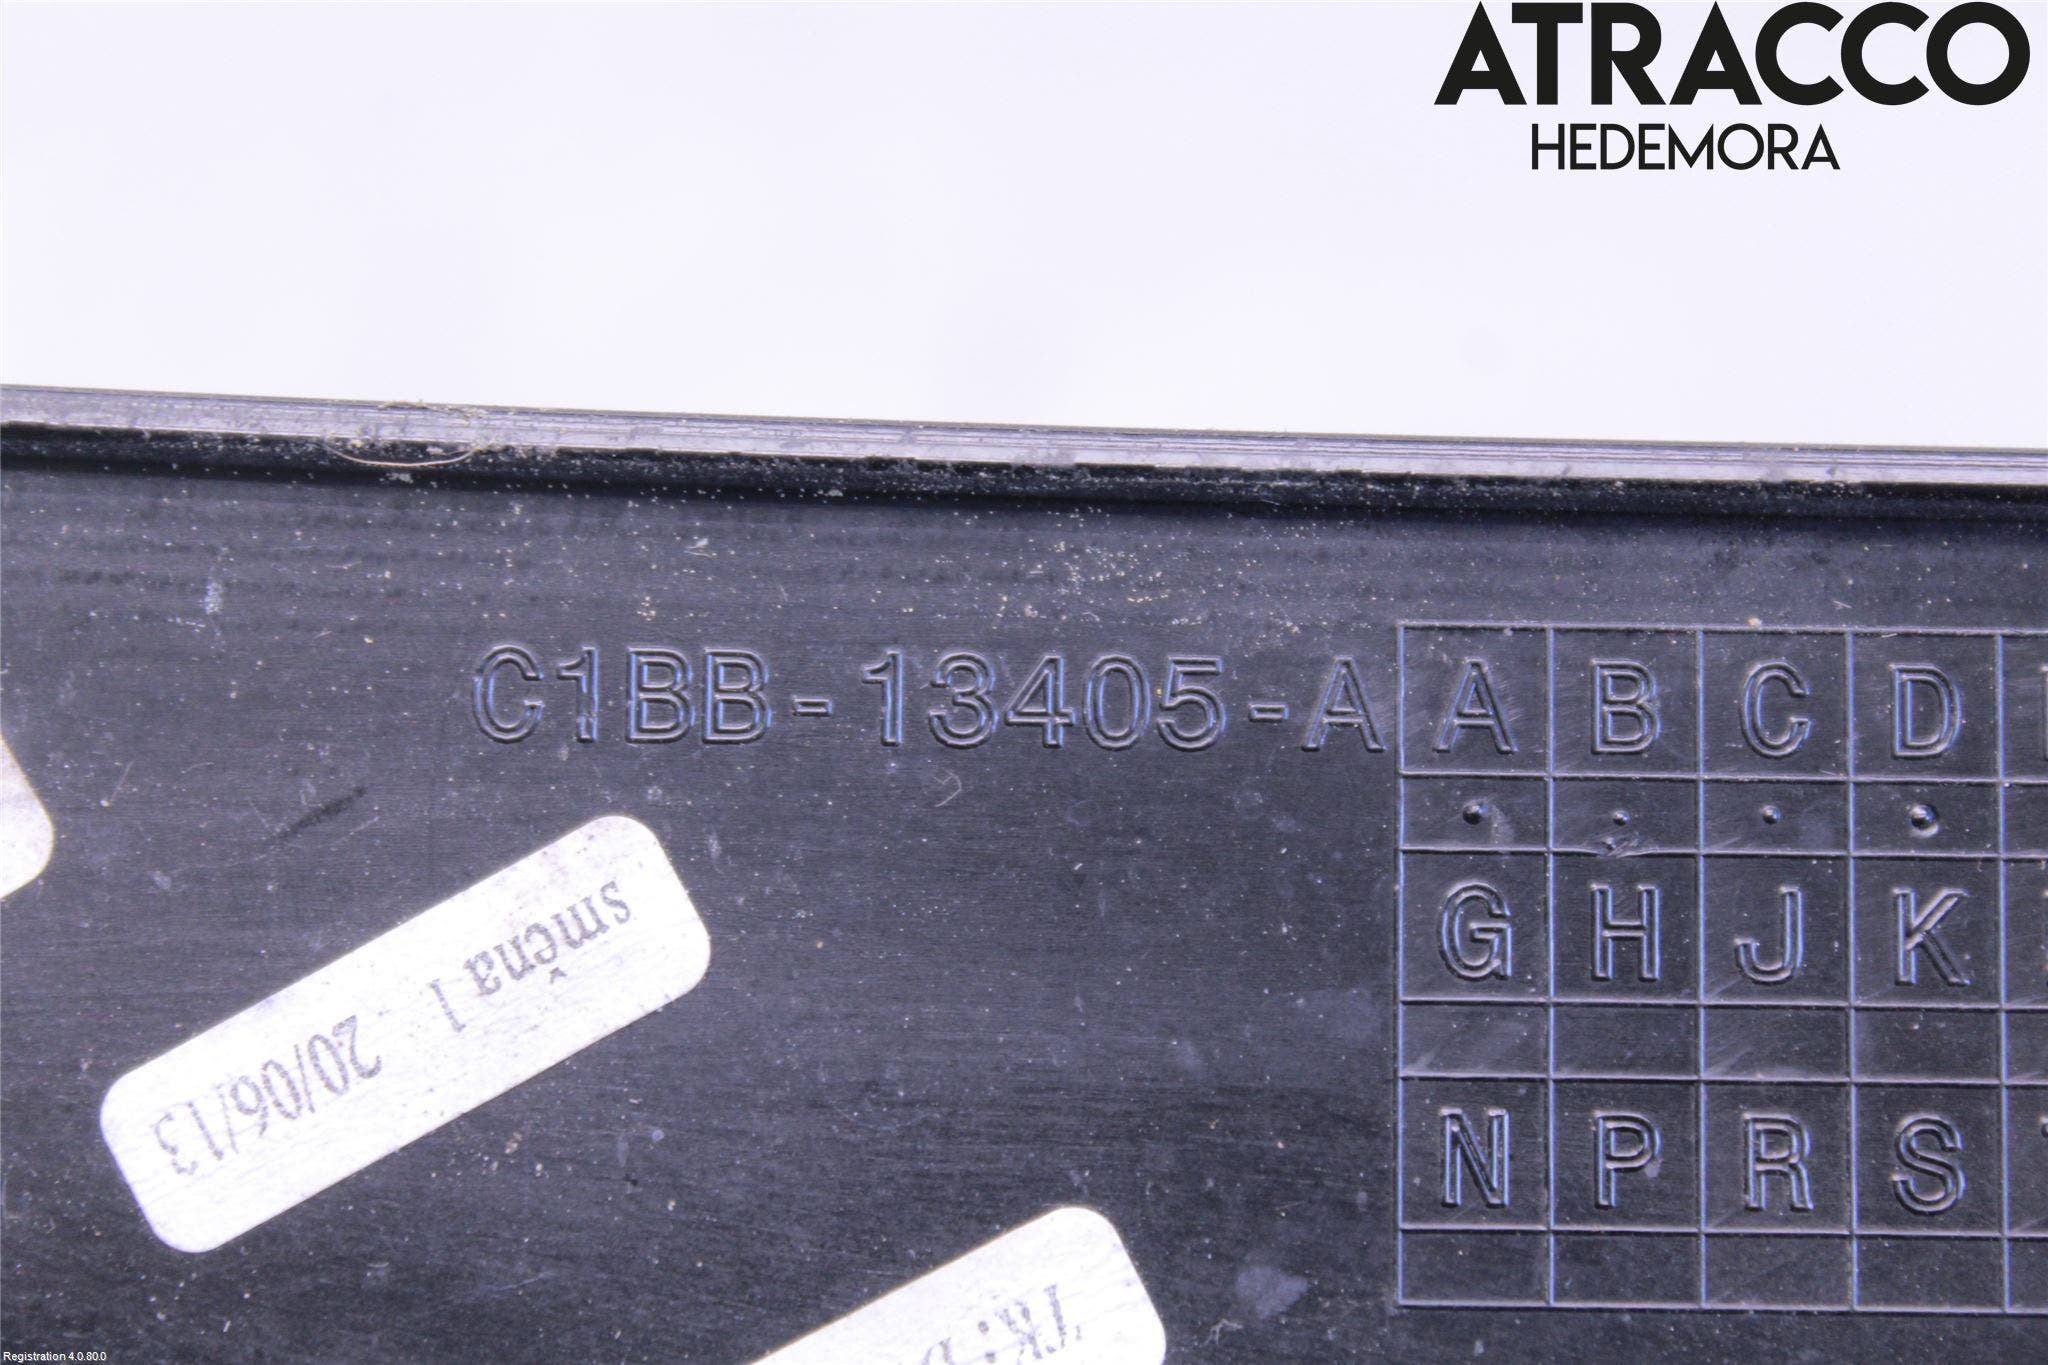 ATRACCO
HEDEMORA
C1BB-13405-A
A B C D
G H J K
N P R S
směna 1 20/06/13
Registration 4.0.80.0